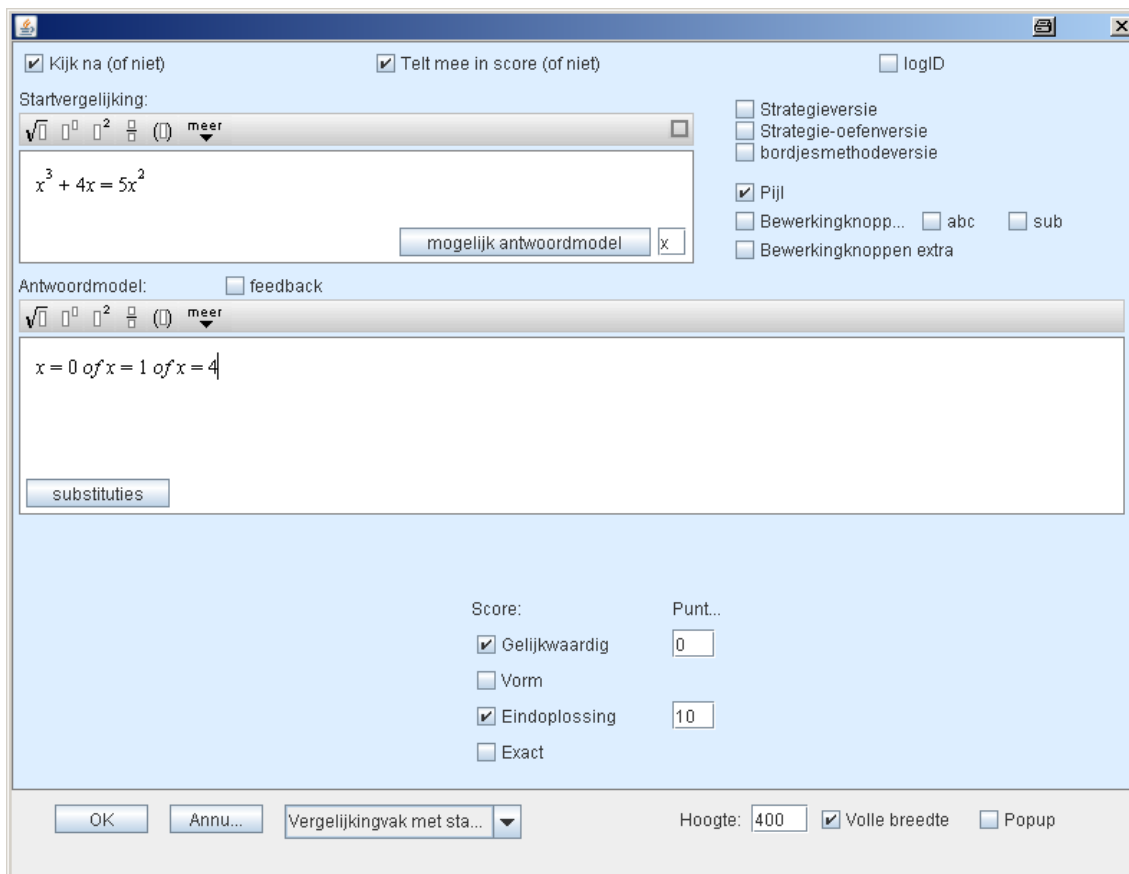 Kijk na (of niet) Telt mee in score (of niet) logID
Startvergelijking:
meer
x³ + 4x = 5x²
mogelijk antwoordmodel x
Strategieversie
Strategie-oefenversie
bordjesmethodeversie
Pijl
Bewerkingknopp... abc sub
Bewerkingknoppen extra
Antwoordmodel: feedback
meer
x = 0 of x = 1 of x = 4
substituties
Score: Punt...
Gelijkwaardig 0
Vorm
Eindoplossing 10
Exact
OK Annu... Vergelijkingvak met sta... Hoogte: 400 Volle breedte Popup